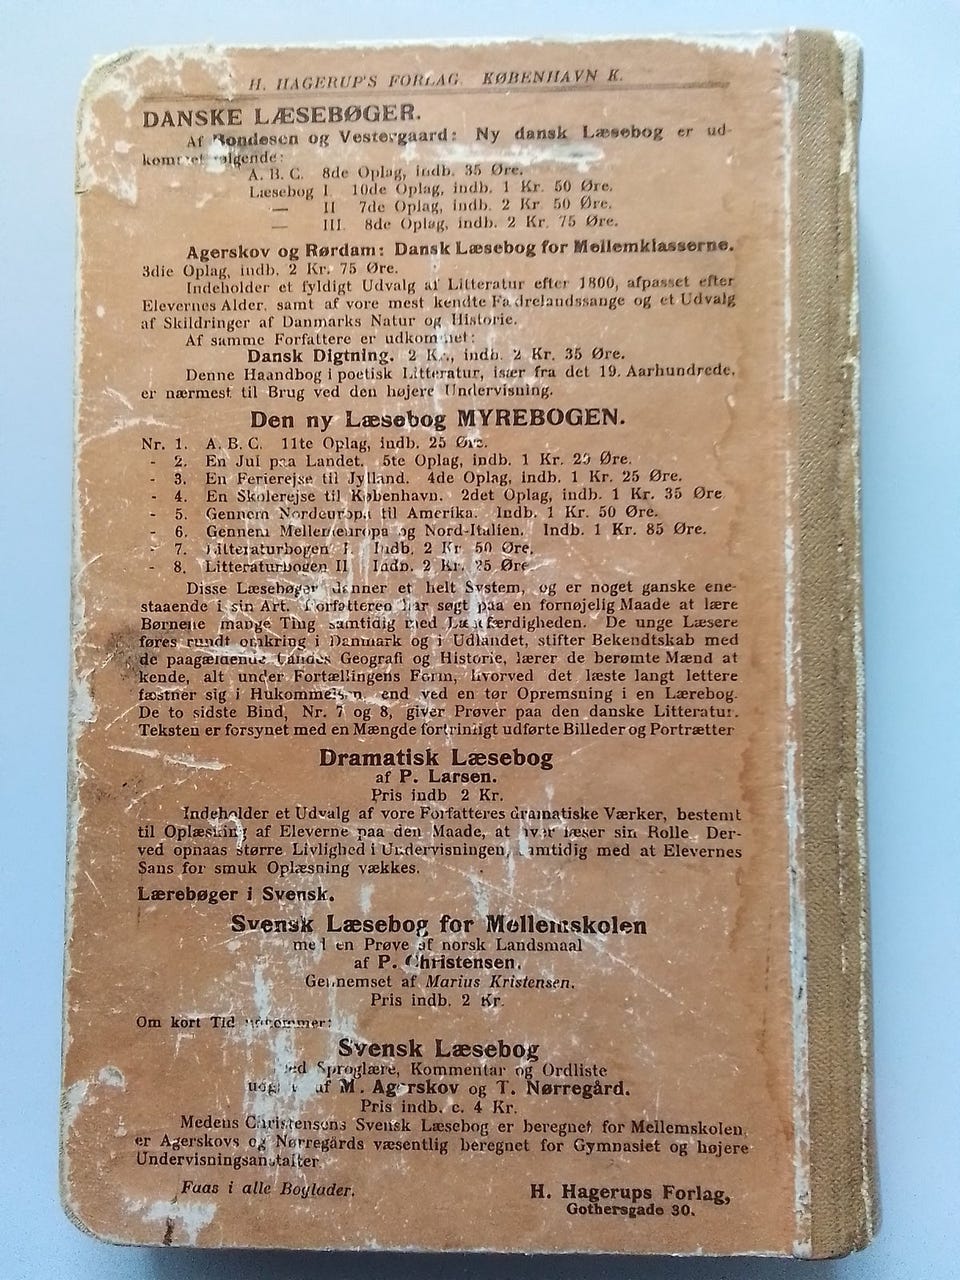 H. HAGERUP'S FORLAG. KØBENHAVN K.
DANSKE LÆSEBØGER.
Af Bondesen og Vestergaard: Ny dansk Læsebog er ud-
kommet følgende:
A. B. C. 8de Oplag, indb. 35 Øre.
Læsebog I. 10de Oplag, indb. 1 Kr. 50 Øre.
— II 7de Oplag, indb. 2 Kr. 50 Øre.
— III. 8de Oplag, indb. 2 Kr. 75 Øre.
Agerskov og Rørdam: Dansk Læsebog for Mellemklasserne.
3die Oplag, indb. 2 Kr. 75 Øre.
Indeholder et fyldigt Udvalg af Litteratur efter 1800, afpasset efter
Elevernes Alder, samt af vore mest kendte Fædrelandssange og et Udvalg
af Skildringer af Danmarks Natur og Historie.
Af samme Forfattere er udkommet:
Dansk Digtning. 2 Kr., indb. 2 Kr. 35 Øre.
Denne Haandbog i poetisk Litteratur, især fra det 19. Aarhundrede,
er nærmest til Brug ved den højere Undervisning.
Den ny Læsebog MYREBOGEN.
Nr. 1. A. B. C. 11te Oplag, indb. 25 Øre.
- 2. En Jul paa Landet. 5te Oplag, indb. 1 Kr. 25 Øre.
- 3. En Ferierejse til Jylland. 4de Oplag, indb. 1 Kr. 25 Øre.
- 4. En Skolerejse til København. 2det Oplag, indb. 1 Kr. 35 Øre
- 5. Gennem Nordeuropa til Amerika. Indb. 1 Kr. 50 Øre.
- 6. Gennem Mellemeuropa og Nord-Italien. Indb. 1 Kr. 85 Øre.
- 7. Litteraturbogen I. Indb. 2 Kr 50 Øre.
- 8. Litteraturbogen II Indb. 2 Kr. 25 Øre
Disse Læsebøger danner et helt System, og er noget ganske ene-
staaende i sin Art. Forfatteren har søgt paa en fornøjelig Maade at lære
Børnene mange Ting samtidig med Læsefærdigheden. De unge Læsere
føres rundt omkring i Danmark og i Udlandet, stifter Bekendtskab med
de paagældende Landes Geografi og Historie, lærer de berømte Mænd at
kende, alt under Fortællingens Form, hvorved det læste langt lettere
fæstner sig i Hukommelsen, end ved en tør Opremsning i en Lærebog.
De to sidste Bind, Nr. 7 og 8, giver Prøver paa den danske Litteratur.
Teksten er forsynet med en Mængde fortrinligt udførte Billeder og Portrætter
Dramatisk Læsebog
af P. Larsen.
Pris indb 2 Kr.
Indeholder et Udvalg af vore Forfatteres dramatiske Værker, bestemt
til Oplæsning af Eleverne paa den Maade, at hver læser sin Rolle. Der-
ved opnaas større Livlighed i Undervisningen, samtidig med at Elevernes
Sans for smuk Oplæsning vækkes.
Lærebøger i Svensk.
Svensk Læsebog for Mellemskolen
med en Prøve af norsk Landsmaal
af P. Christensen.
Gennemset af Marius Kristensen.
Pris indb. 2 Kr.
Om kort Tid udkommer:
Svensk Læsebog
med Sproglære, Kommentar og Ordliste
udgivet af M. Agerskov og T. Nørregård.
Pris indb. c. 4 Kr.
Medens Christensens Svensk Læsebog er beregnet for Mellemskolen,
er Agerskovs og Nørregårds væsentlig beregnet for Gymnasiet og højere
Undervisningsanstalter
Faas i alle Boglader.
H. Hagerups Forlag,
Gothersgade 30.